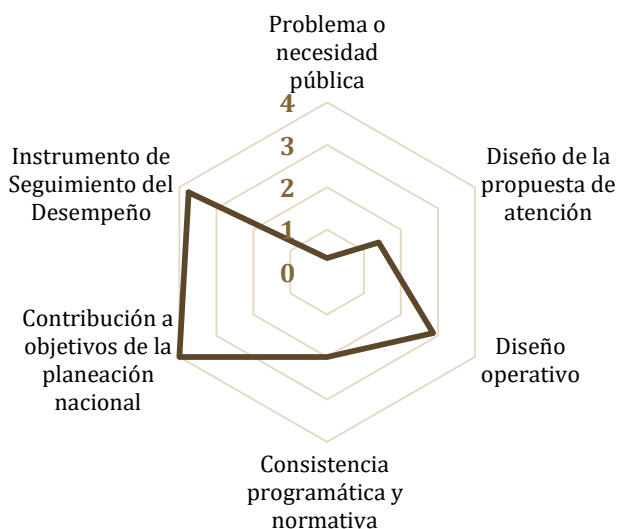 Problema o
necesidad
pública
4
3
2
1
0
Diseño de la
propuesta de
atención
Diseño
operativo
Consistencia
programática y
normativa
Contribución a
objetivos de la
planeación
nacional
Instrumento de
Seguimiento del
Desempeño